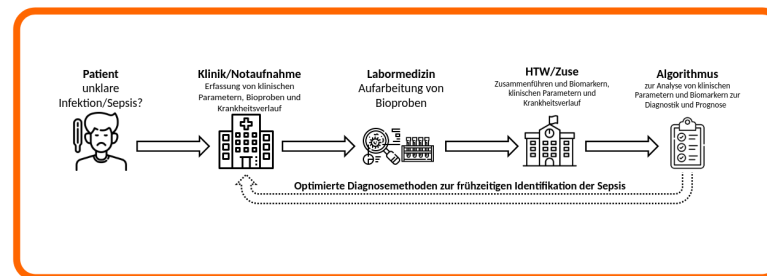 Patient
unklare
Infektion/Sepsis?
Klinik/Notaufnahme
Erfassung von klinischen
Parametern, Bioproben und
Krankheitsverlauf
Labormedizin
Aufarbeitung von
Bioproben
HTW/Zuse
Zusammenführen und Biomarkern,
klinischen Parametern und
Krankheitsverlauf
Algorithmus
zur Analyse von klinischen
Parametern und Biomarkern zur
Diagnostik und Prognose
Optimierte Diagnosemethoden zur frühzeitigen Identifikation der Sepsis